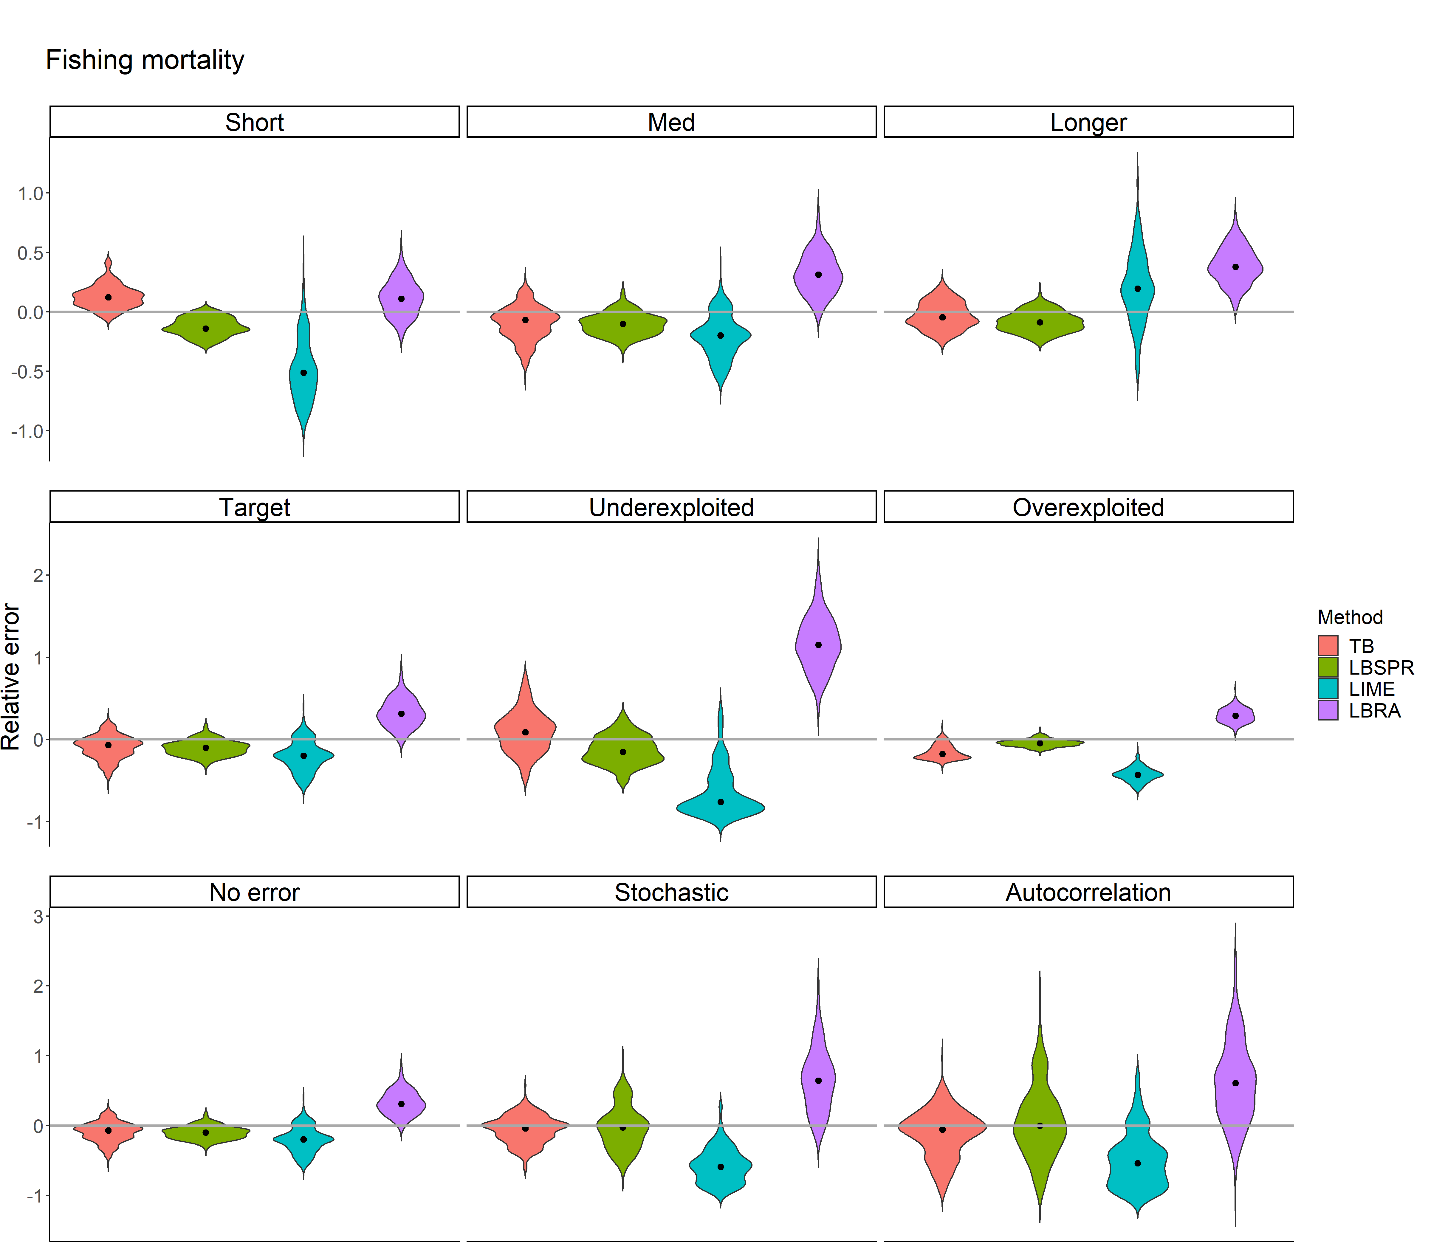 Fishing mortality
Short Med Longer
1.0
0.5
0.0
-0.5
-1.0
Target Underexploited Overexploited
2
1
0
-1
Relative error
No error Stochastic Autocorrelation
3
2
1
0
-1
Method
TB
LBSPR
LIME
LBRA